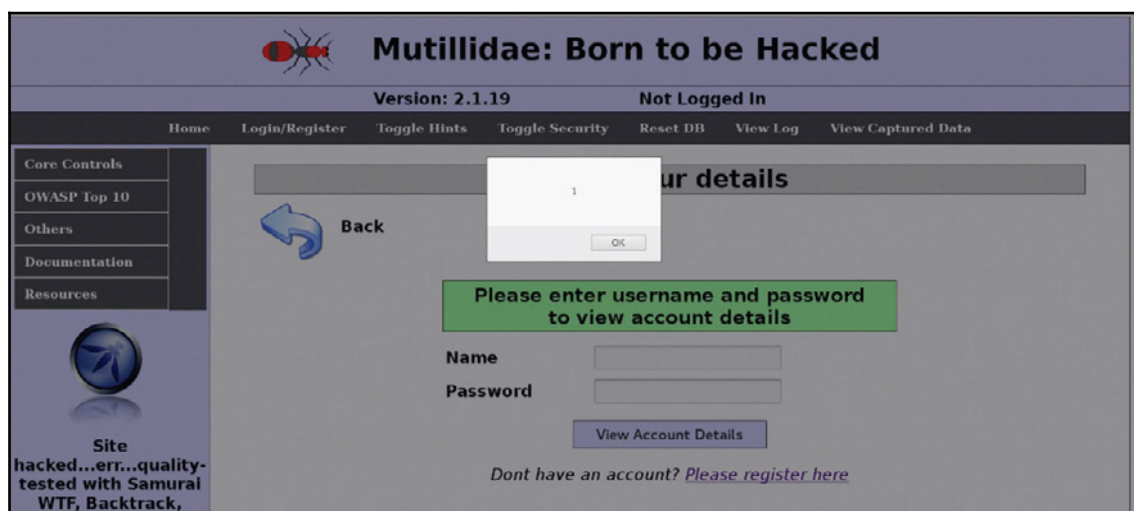 Mutillidae: Born to be Hacked
Version: 2.1.19 Not Logged In
Home Login/Register Toggle Hints Toggle Security Reset DB View Log View Captured Data
Core Controls
OWASP Top 10
Others
Documentation
Resources
Site
hacked...err...quality-
tested with Samurai
WTF, Backtrack,
ur details
1
OK
Back
Please enter username and password
to view account details
Name
Password
View Account Details
Dont have an account? Please register here